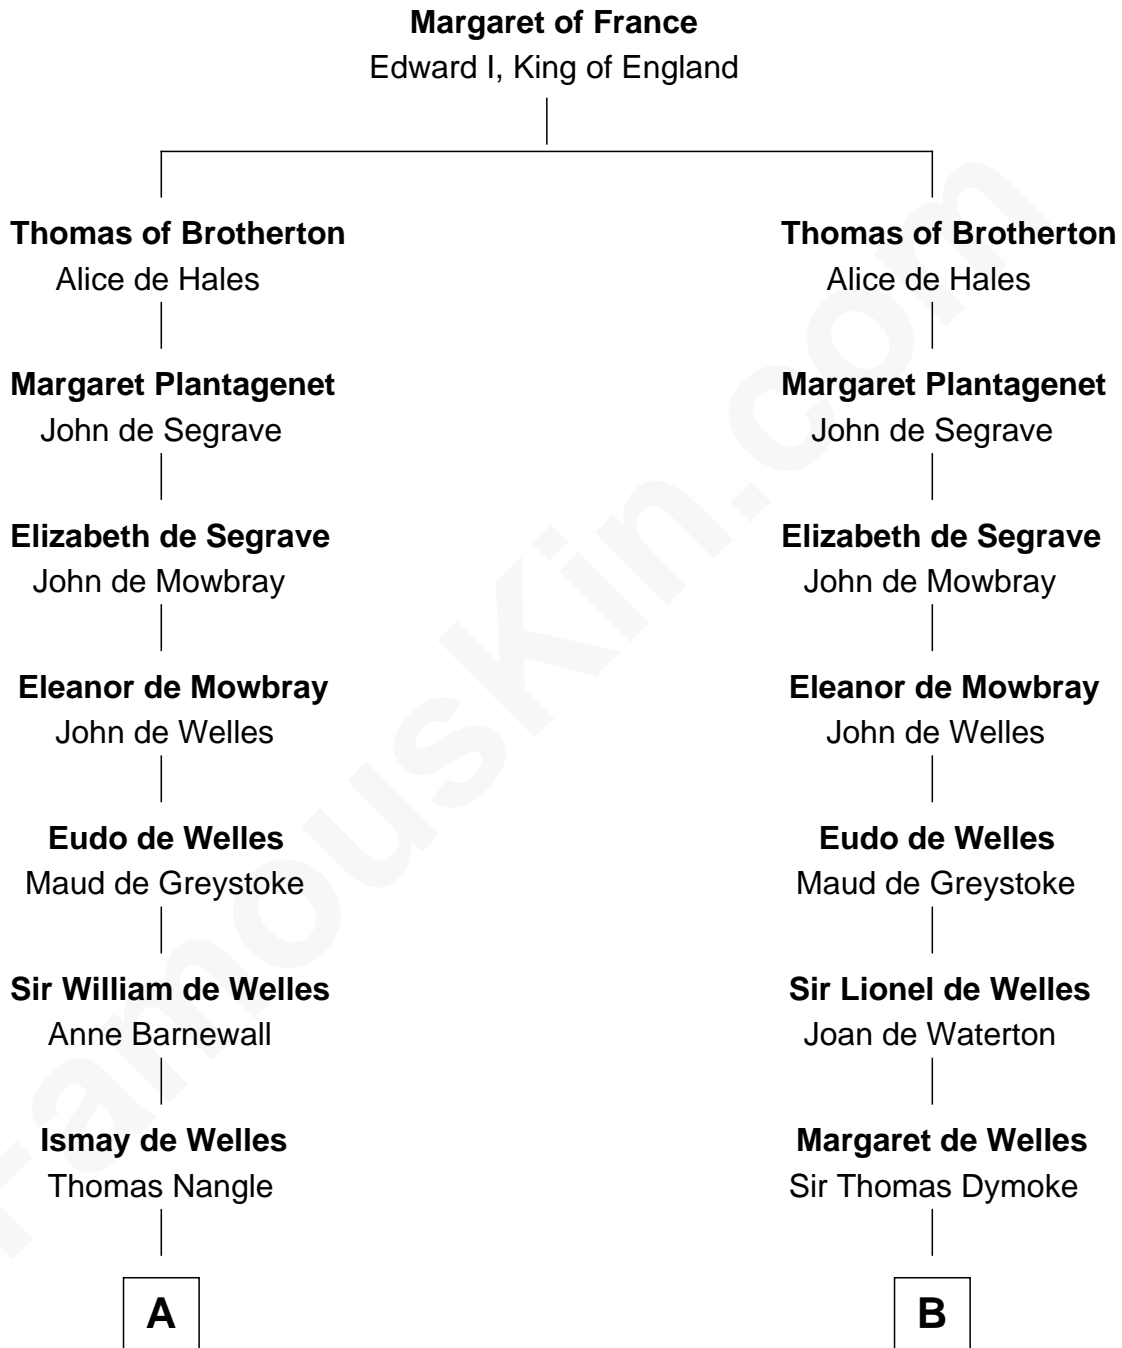 Margaret of France
Edward I, King of England
Thomas of Brotherton
Alice de Hales
Thomas of Brotherton
Alice de Hales
Margaret Plantagenet
John de Segrave
Margaret Plantagenet
John de Segrave
Elizabeth de Segrave
John de Mowbray
Elizabeth de Segrave
John de Mowbray
Eleanor de Mowbray
John de Welles
Eleanor de Mowbray
John de Welles
Eudo de Welles
Maud de Greystoke
Eudo de Welles
Maud de Greystoke
Sir William de Welles
Anne Barnewall
Sir Lionel de Welles
Joan de Waterton
Ismay de Welles
Thomas Nangle
Margaret de Welles
Sir Thomas Dymoke
A
B
FamousKin.com